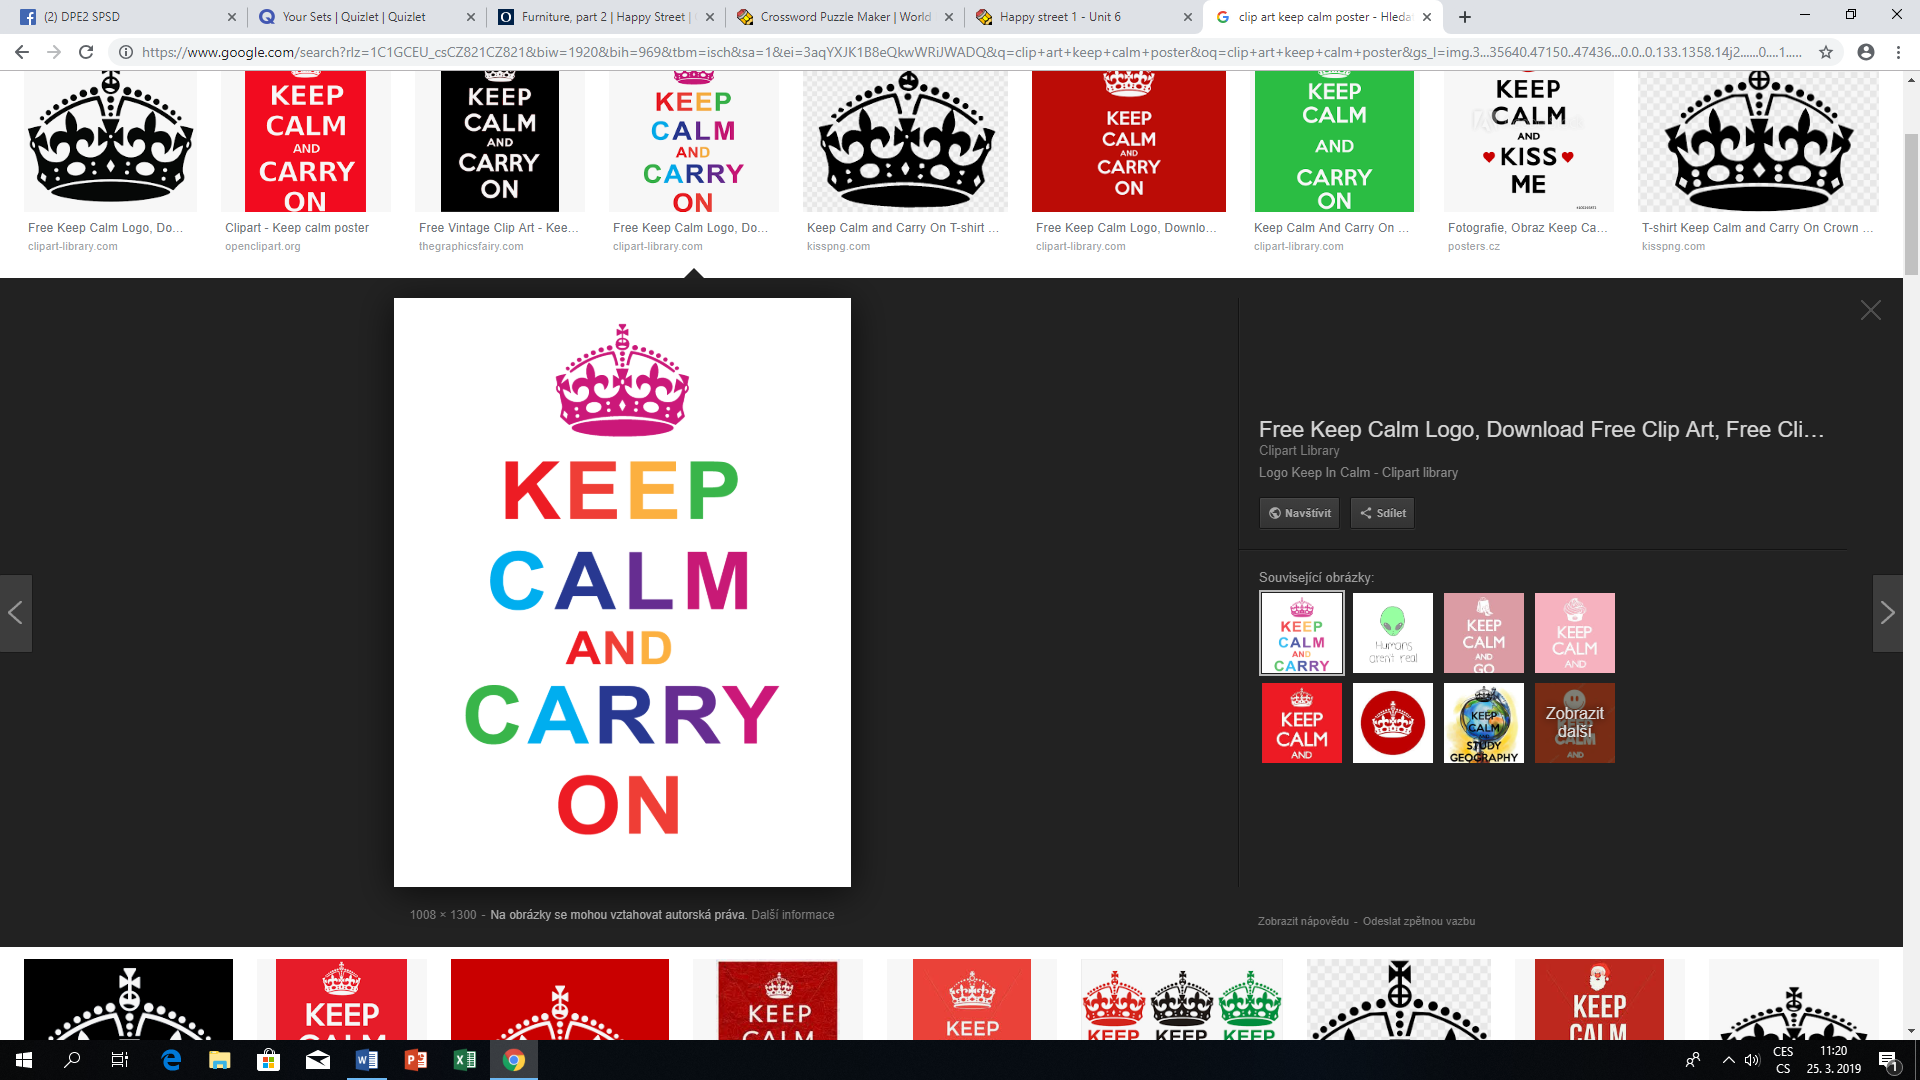 (2) DPE2 SPSD
Your Sets | Quizlet | Quizlet
Furniture, part 2 | Happy Street |
Crossword Puzzle Maker | World
Happy street 1 - Unit 6
clip art keep calm poster - Hleda
https://www.google.com/search?rlz=1C1GCEU_csCZ821CZ821&biw=1920&bih=969&tbm=isch&sa=1&ei=3aqYXJK1B8eQkwWRiJWADQ&q=clip+art+keep+calm+poster&oq=clip+art+keep+calm+poster&gs_l=img.3...35640.47150..47436...0.0..0.133.1358.14j2......0....1.....
KEEP
CALM
AND
CARRY
ON
KEEP
CALM
AND
CARRY
ON
KEEP
CALM
AND
CARRY
ON
KEEP
CALM
AND
CARRY
ON
KEEP
CALM
AND
CARRY
ON
KEEP
CALM
AND
KISS
ME
Free Keep Calm Logo, Do...
clipart-library.com
Clipart - Keep calm poster
openclipart.org
Free Vintage Clip Art - Kee...
thegraphicsfairy.com
Free Keep Calm Logo, Do...
clipart-library.com
Keep Calm and Carry On T-shirt ...
kisspng.com
Free Keep Calm Logo, Downlo...
clipart-library.com
Keep Calm And Carry On ...
clipart-library.com
Fotografie, Obraz Keep Ca...
posters.cz
T-shirt Keep Calm and Carry On Crown ...
kisspng.com
KEEP
CALM
AND
CARRY
ON
1008 × 1300 - Na obrázky se mohou vztahovat autorská práva. Další informace
Free Keep Calm Logo, Download Free Clip Art, Free Cli...
Clipart Library
Logo Keep In Calm - Clipart library
Navštívit
Sdílet
Související obrázky:
KEEP
CALM
AND
CARRY
Humans
arent real
KEEP
CALM
AND
GO
KEEP
CALM
AND
KEEP
CALM
AND
KEEP
CALM
STUDY
GEOGRAPHY
Zobrazit
další
CALM
AND
Zobrazit nápovědu - Odeslat zpětnou vazbu
KEEP
CALM
KEEP
CALM
KEEP
KEEP
KEEP
KEEP
KEEP
CALM
CES
CS
11:20
25. 3. 2019
1